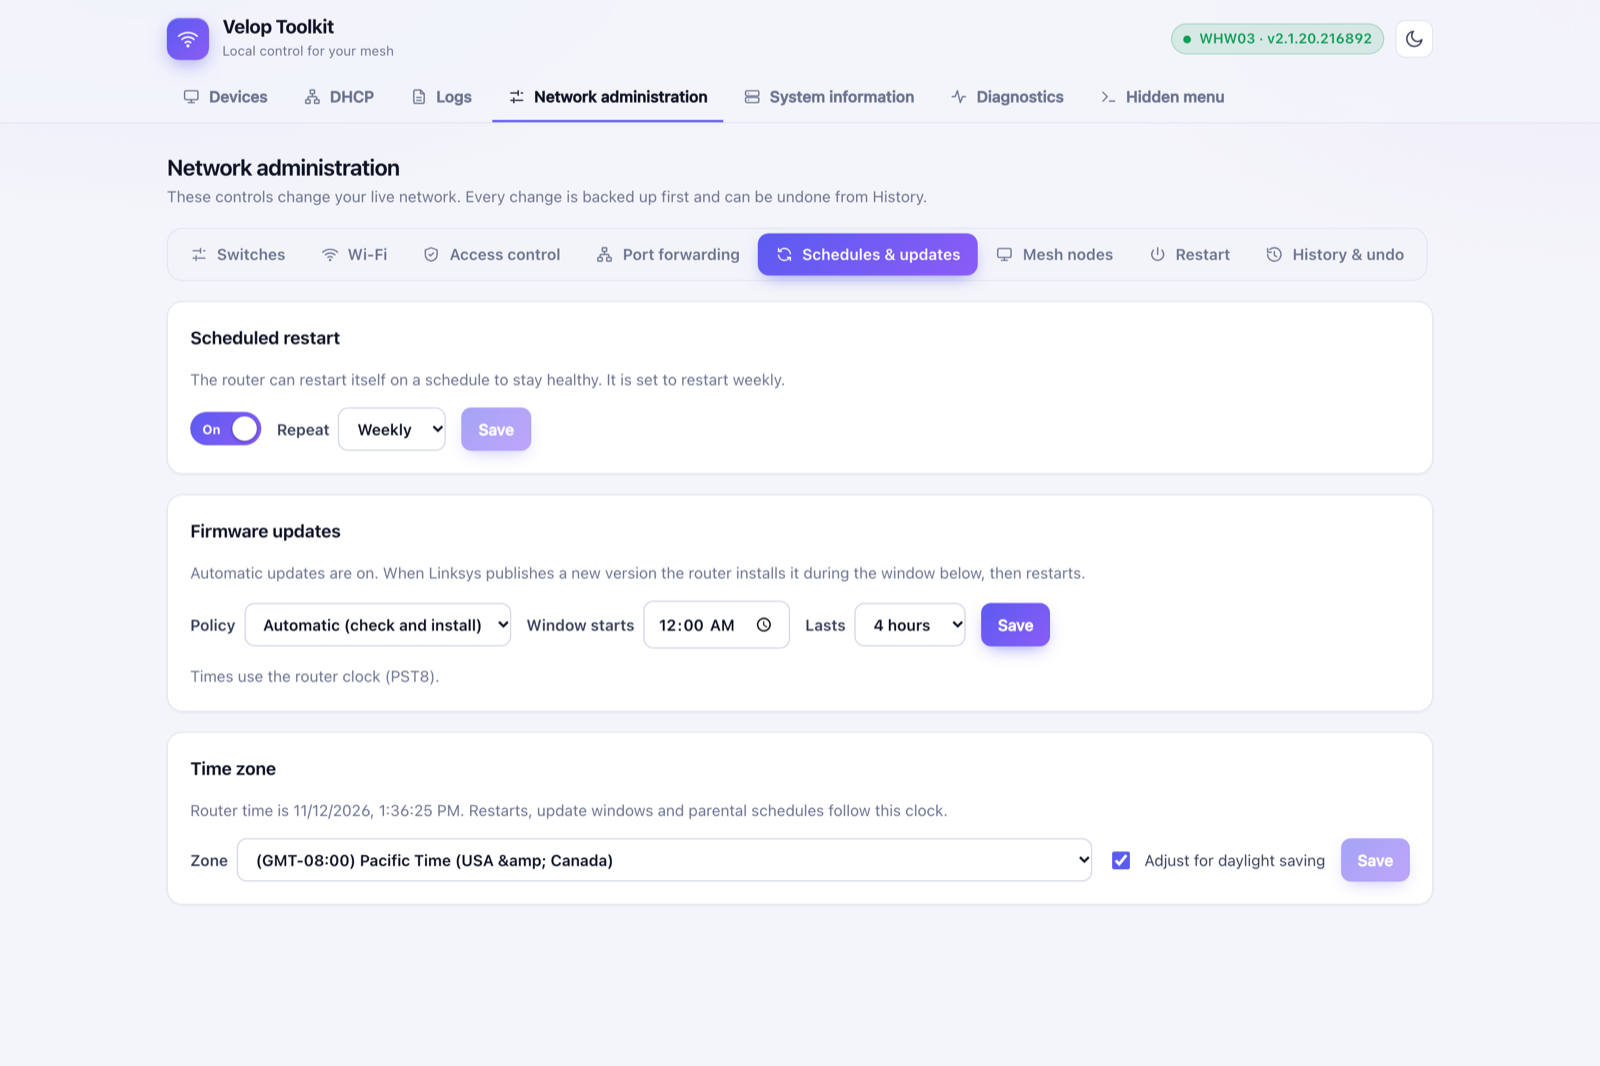 Velop Toolkit
Local control for your mesh
WHW03 · v2.1.20.216892
Devices
DHCP
Logs
Network administration
System information
Diagnostics
Hidden menu
Network administration
These controls change your live network. Every change is backed up first and can be undone from History.
Switches
Wi-Fi
Access control
Port forwarding
Schedules & updates
Mesh nodes
Restart
History & undo
Scheduled restart
The router can restart itself on a schedule to stay healthy. It is set to restart weekly.
On
Repeat
Weekly
Save
Firmware updates
Automatic updates are on. When Linksys publishes a new version the router installs it during the window below, then restarts.
Policy
Automatic (check and install)
Window starts
12:00 AM
Lasts
4 hours
Save
Times use the router clock (PST8).
Time zone
Router time is 11/12/2026, 1:36:25 PM. Restarts, update windows and parental schedules follow this clock.
Zone
(GMT-08:00) Pacific Time (USA &amp; Canada)
Adjust for daylight saving
Save